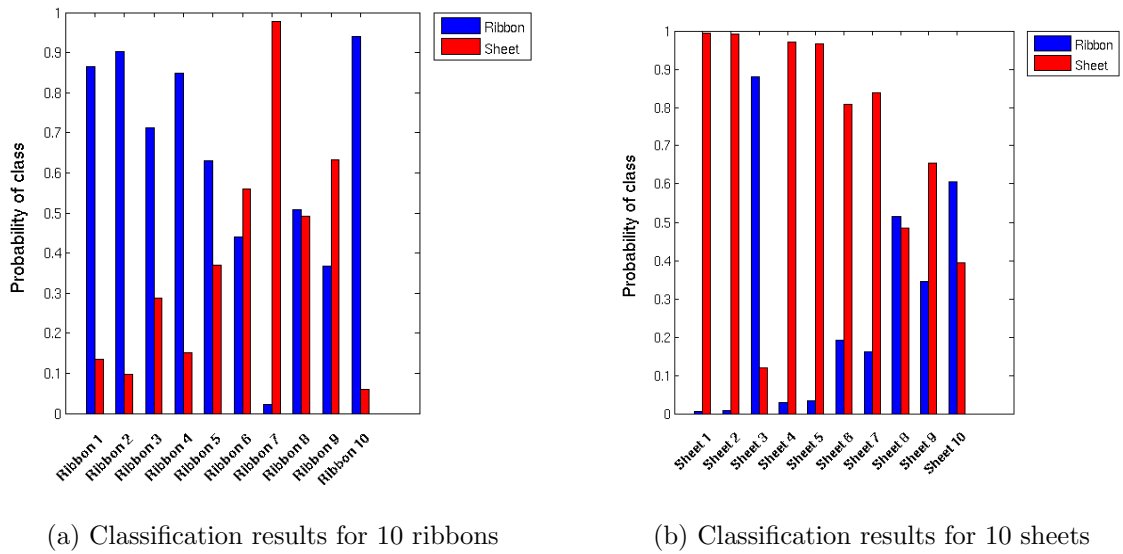 Probability of class
1
0.9
0.8
0.7
0.6
0.5
0.4
0.3
0.2
0.1
0
Ribbon 1
Ribbon 2
Ribbon 3
Ribbon 4
Ribbon 5
Ribbon 6
Ribbon 7
Ribbon 8
Ribbon 9
Ribbon 10
Ribbon
Sheet
(a) Classification results for 10 ribbons
Probability of class
1
0.9
0.8
0.7
0.6
0.5
0.4
0.3
0.2
0.1
0
Sheet 1
Sheet 2
Sheet 3
Sheet 4
Sheet 5
Sheet 6
Sheet 7
Sheet 8
Sheet 9
Sheet 10
Ribbon
Sheet
(b) Classification results for 10 sheets